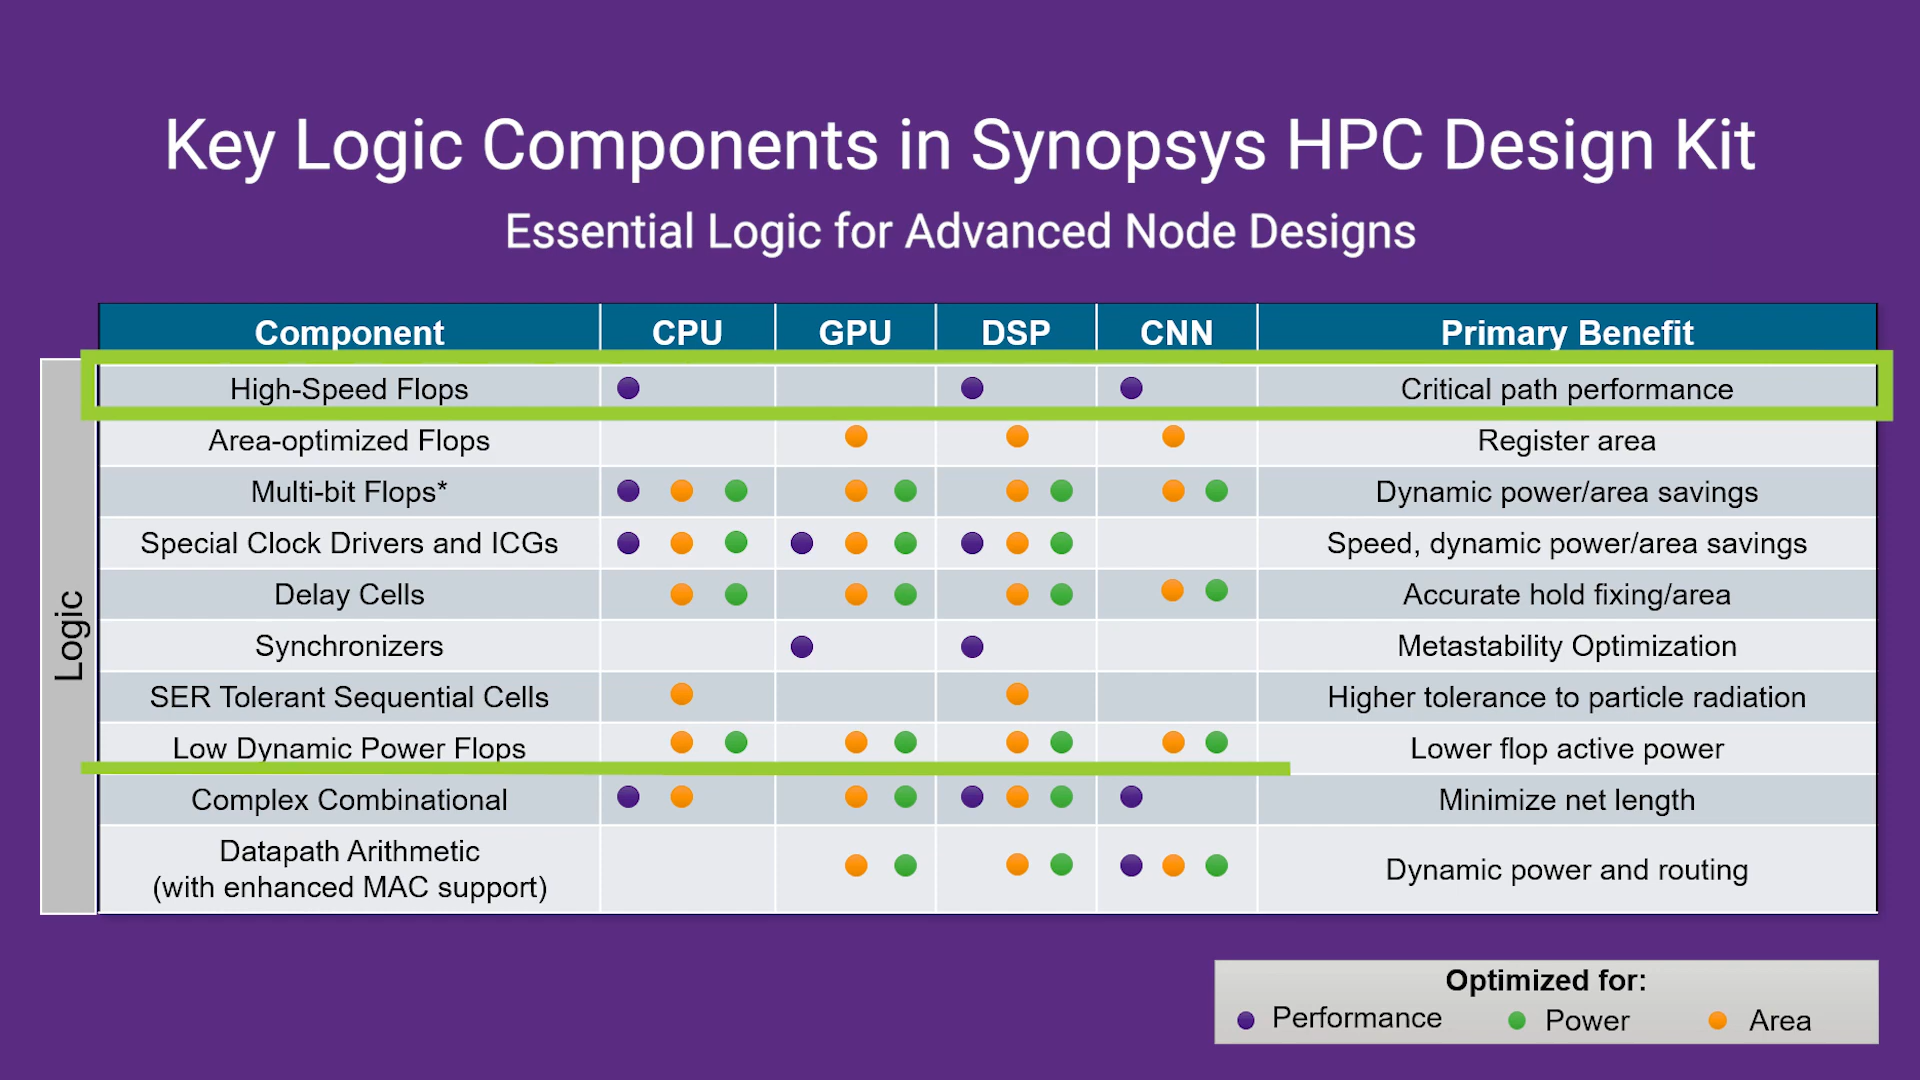 Key Logic Components in Synopsys HPC Design Kit
Essential Logic for Advanced Node Designs
Component CPU GPU DSP CNN Primary Benefit
Logic
High-Speed Flops Critical path performance
Area-optimized Flops Register area
Multi-bit Flops* Dynamic power/area savings
Special Clock Drivers and ICGs Speed, dynamic power/area savings
Delay Cells Accurate hold fixing/area
Synchronizers Metastability Optimization
SER Tolerant Sequential Cells Higher tolerance to particle radiation
Low Dynamic Power Flops Lower flop active power
Complex Combinational Minimize net length
Datapath Arithmetic
(with enhanced MAC support) Dynamic power and routing
Optimized for:
Performance Power Area